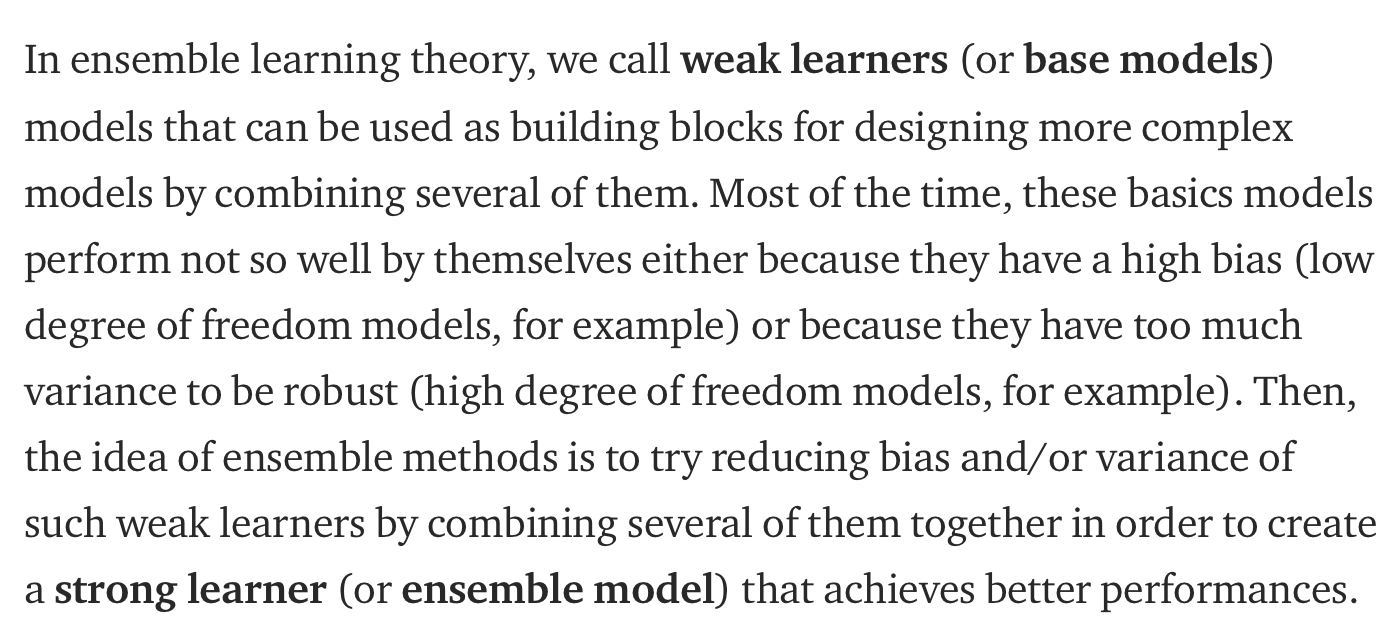 In ensemble learning theory, we call weak learners (or base models)
models that can be used as building blocks for designing more complex
models by combining several of them. Most of the time, these basics models
perform not so well by themselves either because they have a high bias (low
degree of freedom models, for example) or because they have too much
variance to be robust (high degree of freedom models, for example). Then,
the idea of ensemble methods is to try reducing bias and/or variance of
such weak learners by combining several of them together in order to create
a strong learner (or ensemble model) that achieves better performances.